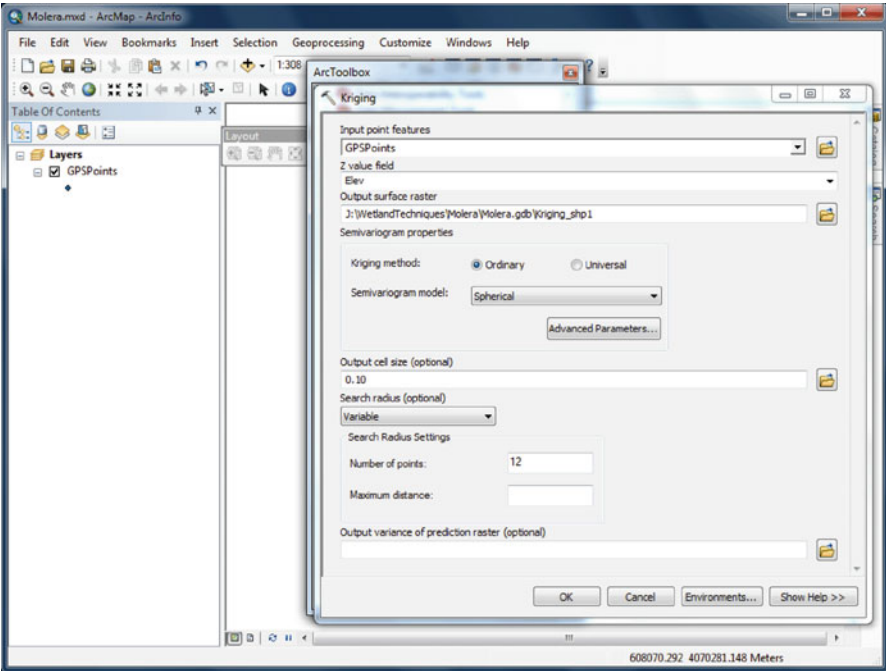 Molera.mxd - ArcMap - ArcInfo
File Edit View Bookmarks Insert Selection Geoprocessing Customize Windows Help
1:308
ArcToolbox
Table Of Contents
Layers
GPSPoints
Layout
Kriging
Input point features
GPSPoints
Z value field
Elev
Output surface raster
J:\WetlandTechniques\Molera\Molera.gdb\Kriging_shp1
Semivariogram properties
Kriging method: Ordinary Universal
Semivariogram model: Spherical
Advanced Parameters...
Output cell size (optional)
0.10
Search radius (optional)
Variable
Search Radius Settings
Number of points: 12
Maximum distance:
Output variance of prediction raster (optional)
OK Cancel Environments... Show Help >>
Catalog
Search
608070.292 4070281.148 Meters